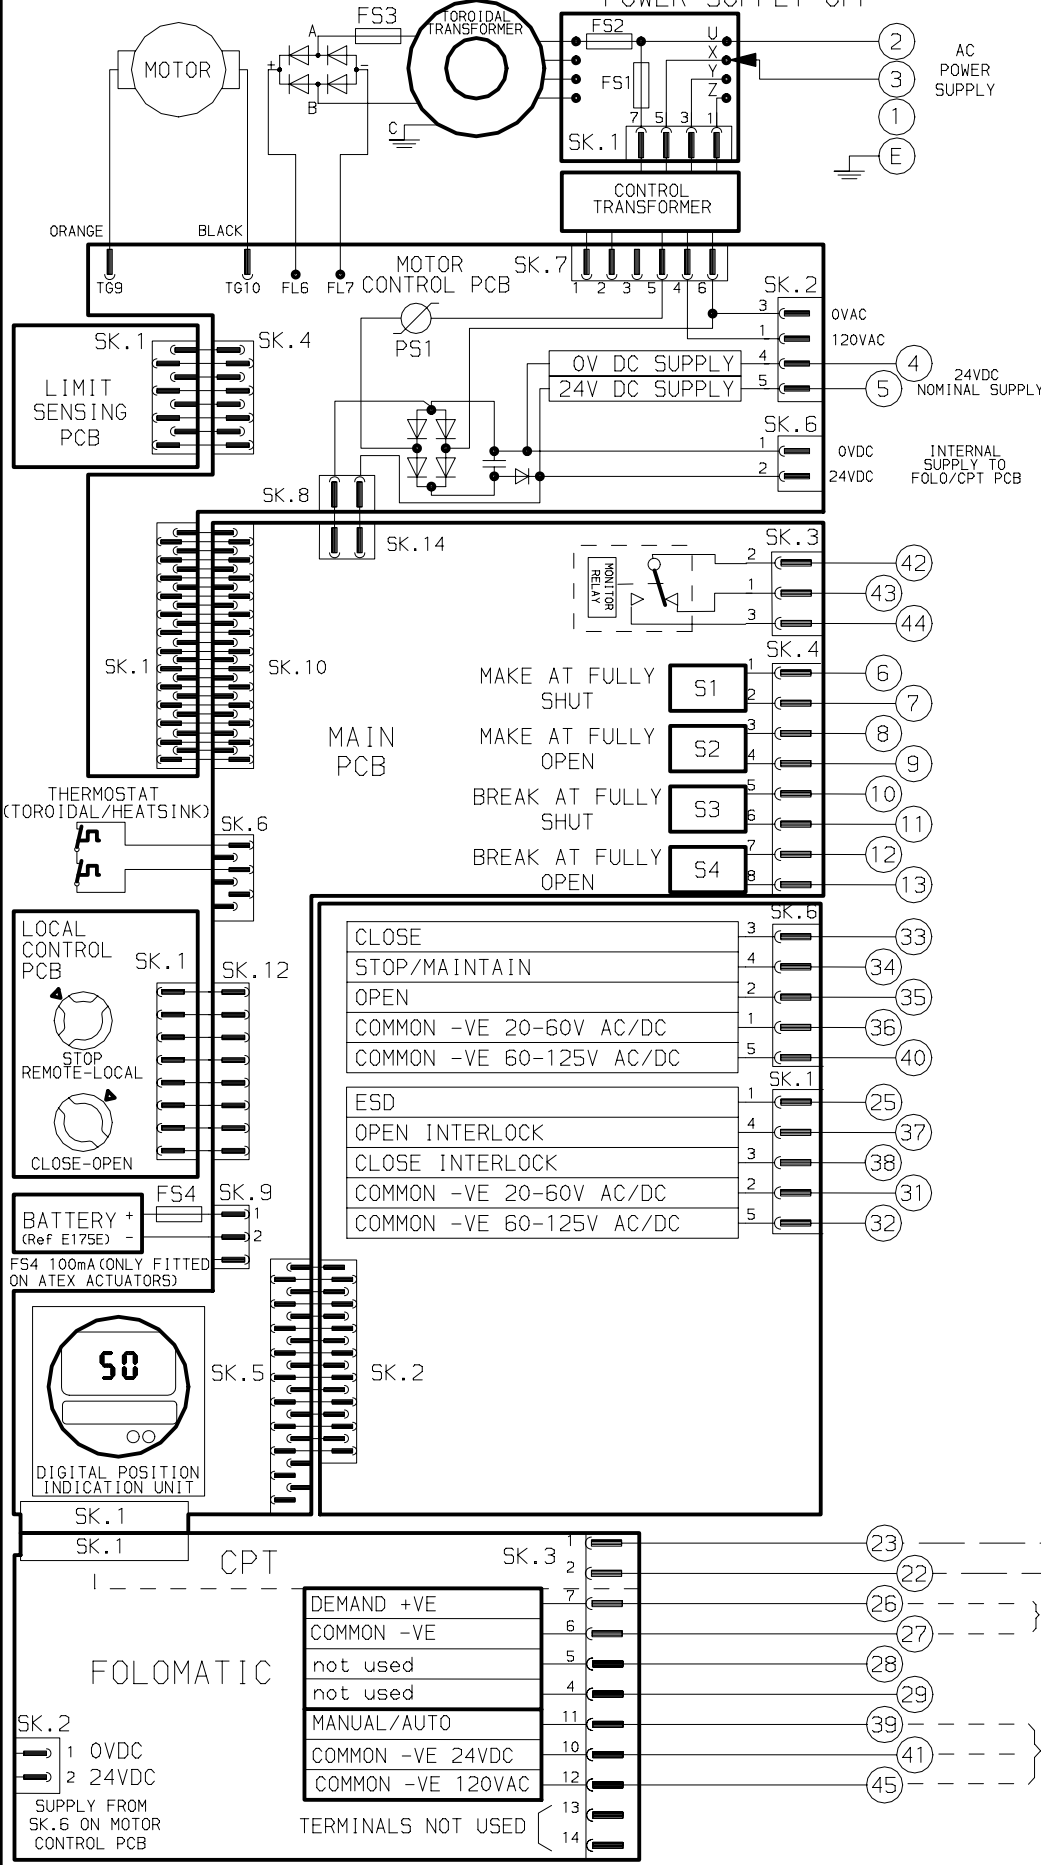 POWER SUPPLY OFF
FS3
TOROIDAL
TRANSFORMER
FS2
U
X
Y
Z
FS1
7 5 3 1
SK.1
2
3
1
E
AC
POWER
SUPPLY
MOTOR
A
+
-
B
C
CONTROL
TRANSFORMER
ORANGE
BLACK
TG9
TG10
FL6
FL7
MOTOR
CONTROL PCB
SK.7
1 2 3 5 4 6
PS1
SK.2
3
0VAC
1
120VAC
0V DC SUPPLY
4
4
24V DC SUPPLY
5
5
24VDC
NOMINAL SUPPLY
SK.6
1
0VDC
2
24VDC
INTERNAL
SUPPLY TO
FOLO/CPT PCB
SK.1
SK.4
LIMIT
SENSING
PCB
SK.8
SK.14
SK.3
MONITOR
RELAY
2
42
1
43
3
44
SK.1
SK.10
MAIN
PCB
SK.4
MAKE AT FULLY
SHUT
S1
1
6
2
7
MAKE AT FULLY
OPEN
S2
3
8
4
9
BREAK AT FULLY
SHUT
S3
5
10
6
11
BREAK AT FULLY
OPEN
S4
7
12
8
13
THERMOSTAT
(TOROIDAL/HEATSINK)
SK.6
LOCAL
CONTROL
PCB
SK.1
SK.12
STOP
REMOTE-LOCAL
CLOSE-OPEN
SK.6
CLOSE
3
33
STOP/MAINTAIN
4
34
OPEN
2
35
COMMON -VE 20-60V AC/DC
1
36
COMMON -VE 60-125V AC/DC
5
40
SK.1
ESD
1
25
OPEN INTERLOCK
4
37
CLOSE INTERLOCK
3
38
COMMON -VE 20-60V AC/DC
2
31
COMMON -VE 60-125V AC/DC
5
32
BATTERY +
(Ref E175E) -
FS4
SK.9
1
2
FS4 100mA(ONLY FITTED
ON ATEX ACTUATORS)
50
SK.5
SK.2
DIGITAL POSITION
INDICATION UNIT
SK.1
SK.1
CPT
SK.3
1
23
2
22
DEMAND +VE
7
26
COMMON -VE
6
27
not used
5
28
not used
4
29
MANUAL/AUTO
11
39
COMMON -VE 24VDC
10
41
COMMON -VE 120VAC
12
45
TERMINALS NOT USED
13
14
FOLOMATIC
SK.2
1 0VDC
2 24VDC
SUPPLY FROM
SK.6 ON MOTOR
CONTROL PCB